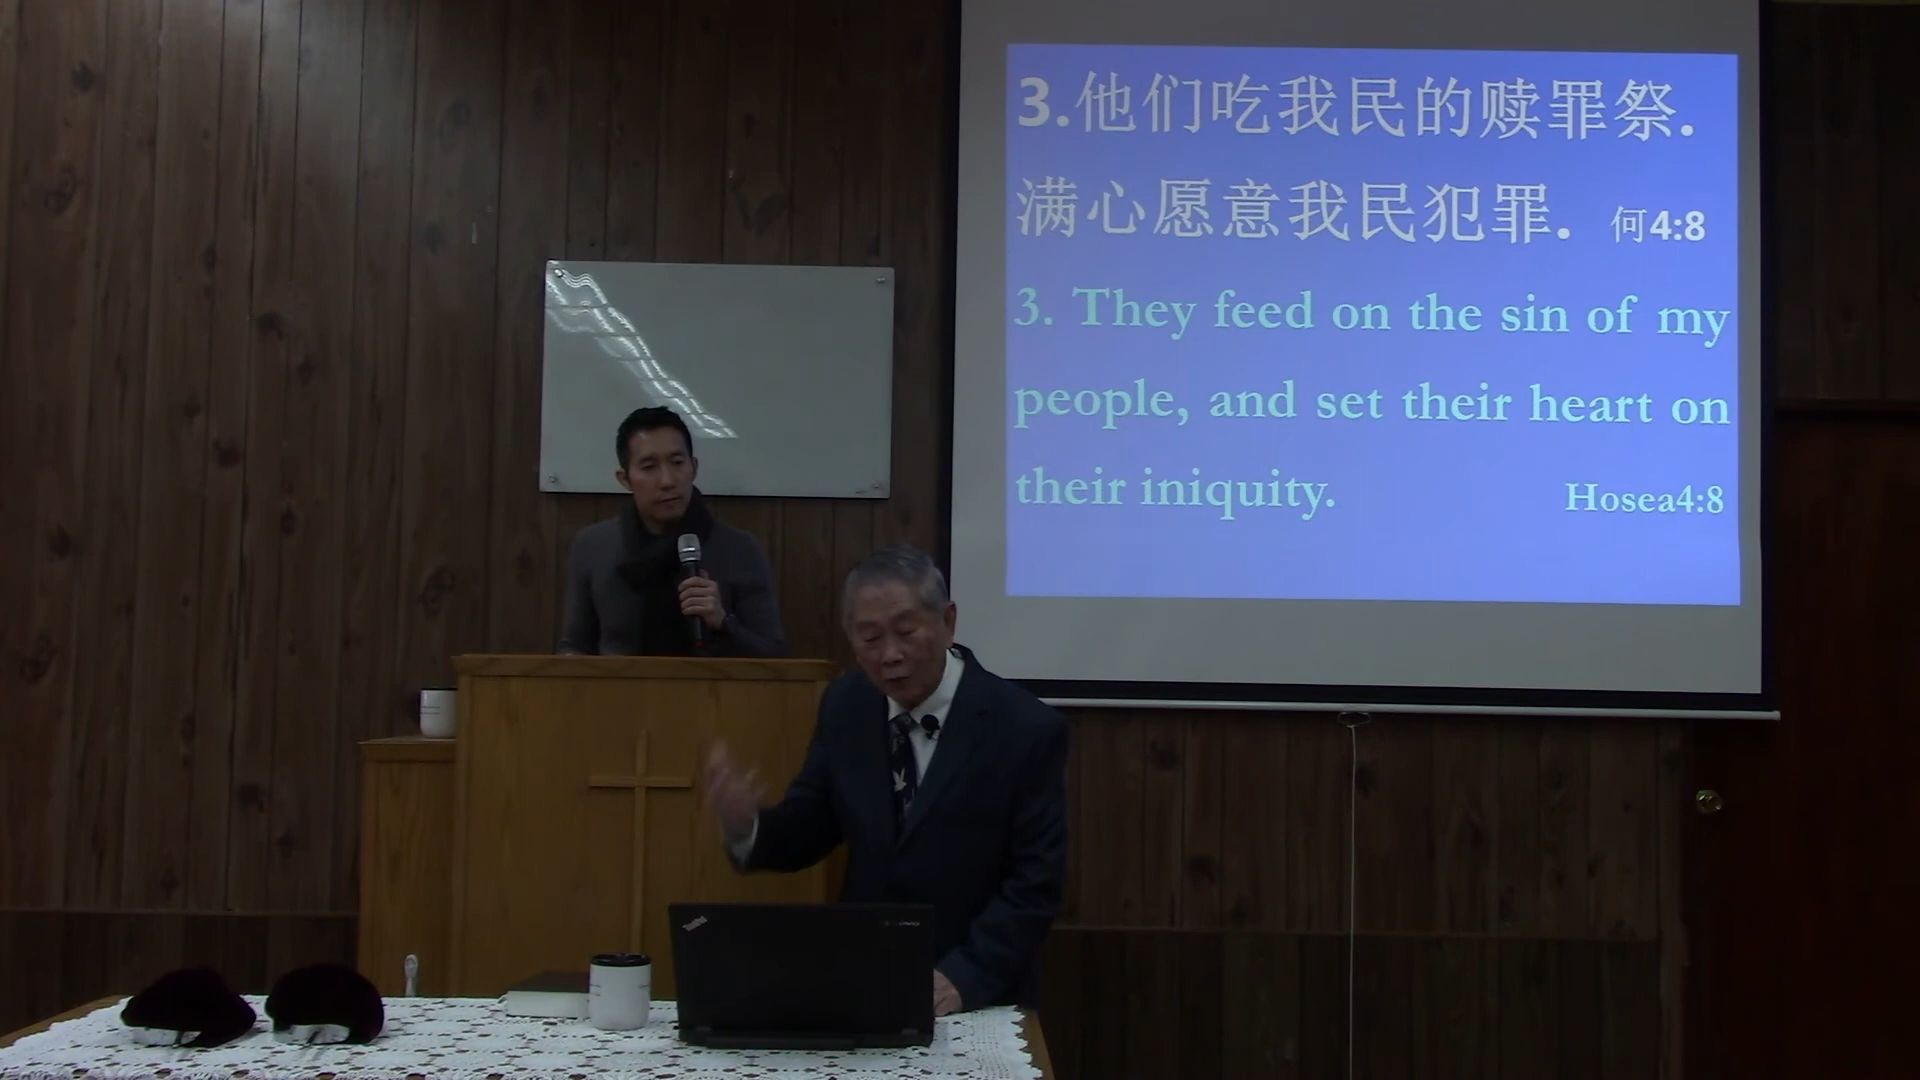 3.他们吃我民的赎罪祭.
满心愿意我民犯罪. 何4:8
3. They feed on the sin of my
people, and set their heart on
their iniquity. Hosea4:8
ThinkPad
lenovo